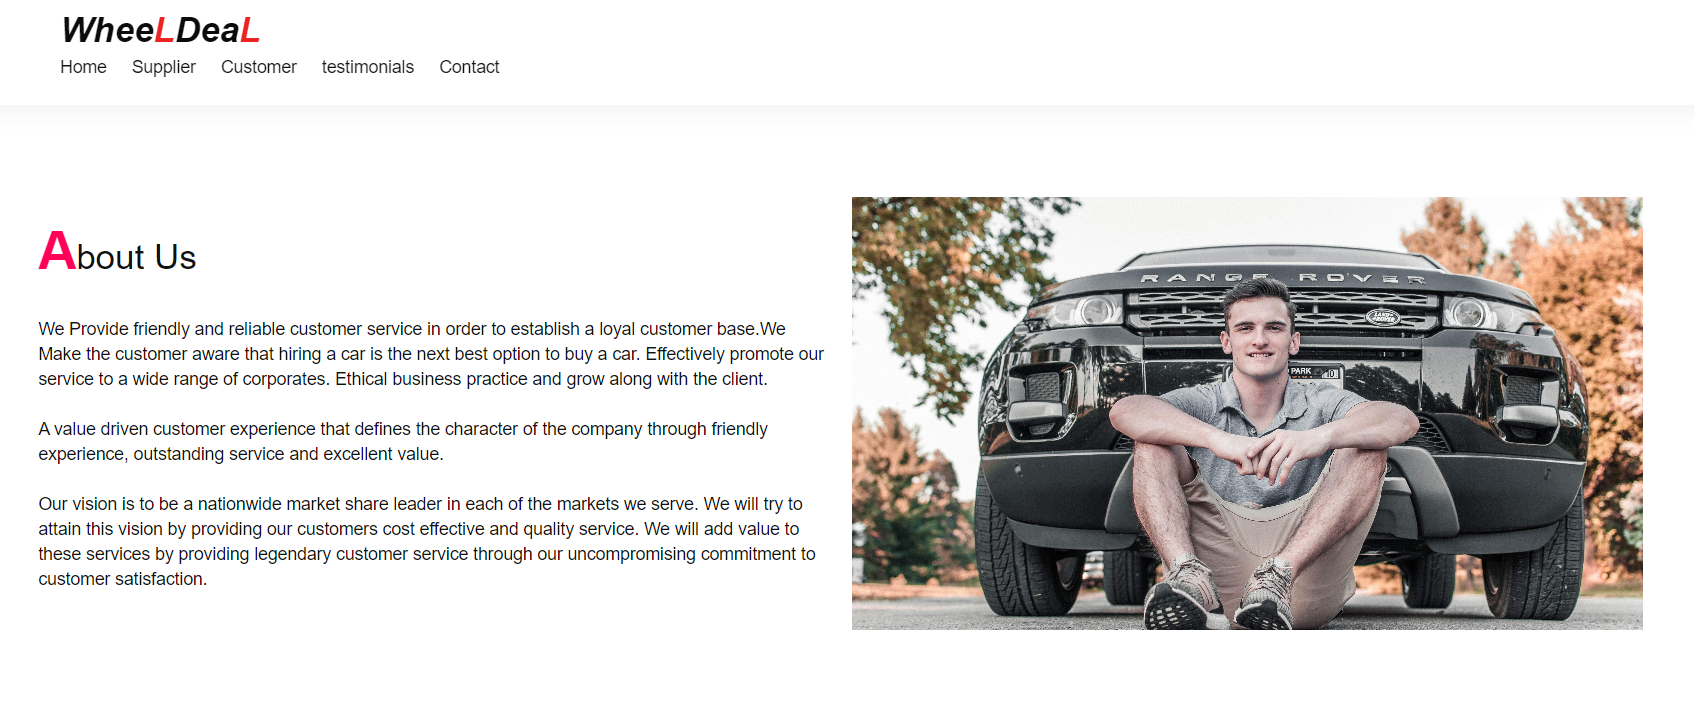 WheeLDeaL
Home Supplier Customer testimonials Contact
About Us
We Provide friendly and reliable customer service in order to establish a loyal customer base.We
Make the customer aware that hiring a car is the next best option to buy a car. Effectively promote our
service to a wide range of corporates. Ethical business practice and grow along with the client.
A value driven customer experience that defines the character of the company through friendly
experience, outstanding service and excellent value.
Our vision is to be a nationwide market share leader in each of the markets we serve. We will try to
attain this vision by providing our customers cost effective and quality service. We will add value to
these services by providing legendary customer service through our uncompromising commitment to
customer satisfaction.
RANGE ROVER
LAND ROVER
PARK 10